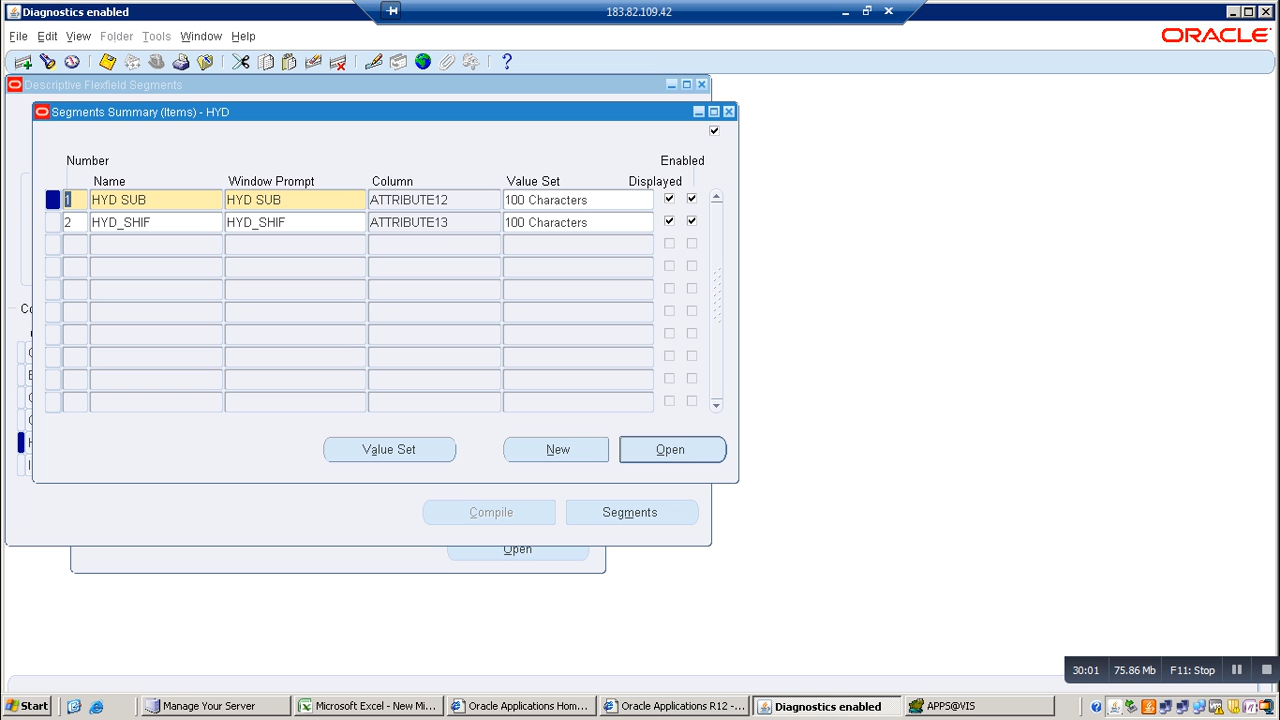 Diagnostics enabled
183.82.109.42
File Edit View Folder Tools Window Help
ORACLE
Descriptive Flexfield Segments
Segments Summary (Items) - HYD
Number
Enabled
Name Window Prompt Column Value Set Displayed
1 HYD SUB HYD SUB ATTRIBUTE12 100 Characters
2 HYD_SHIF HYD_SHIF ATTRIBUTE13 100 Characters
Value Set New Open
Compile Segments
Open
30:01 75.86 Mb F11: Stop
Start Manage Your Server Microsoft Excel - New Mi... Oracle Applications Hom... Oracle Applications R12 - ... Diagnostics enabled APPS@VIS